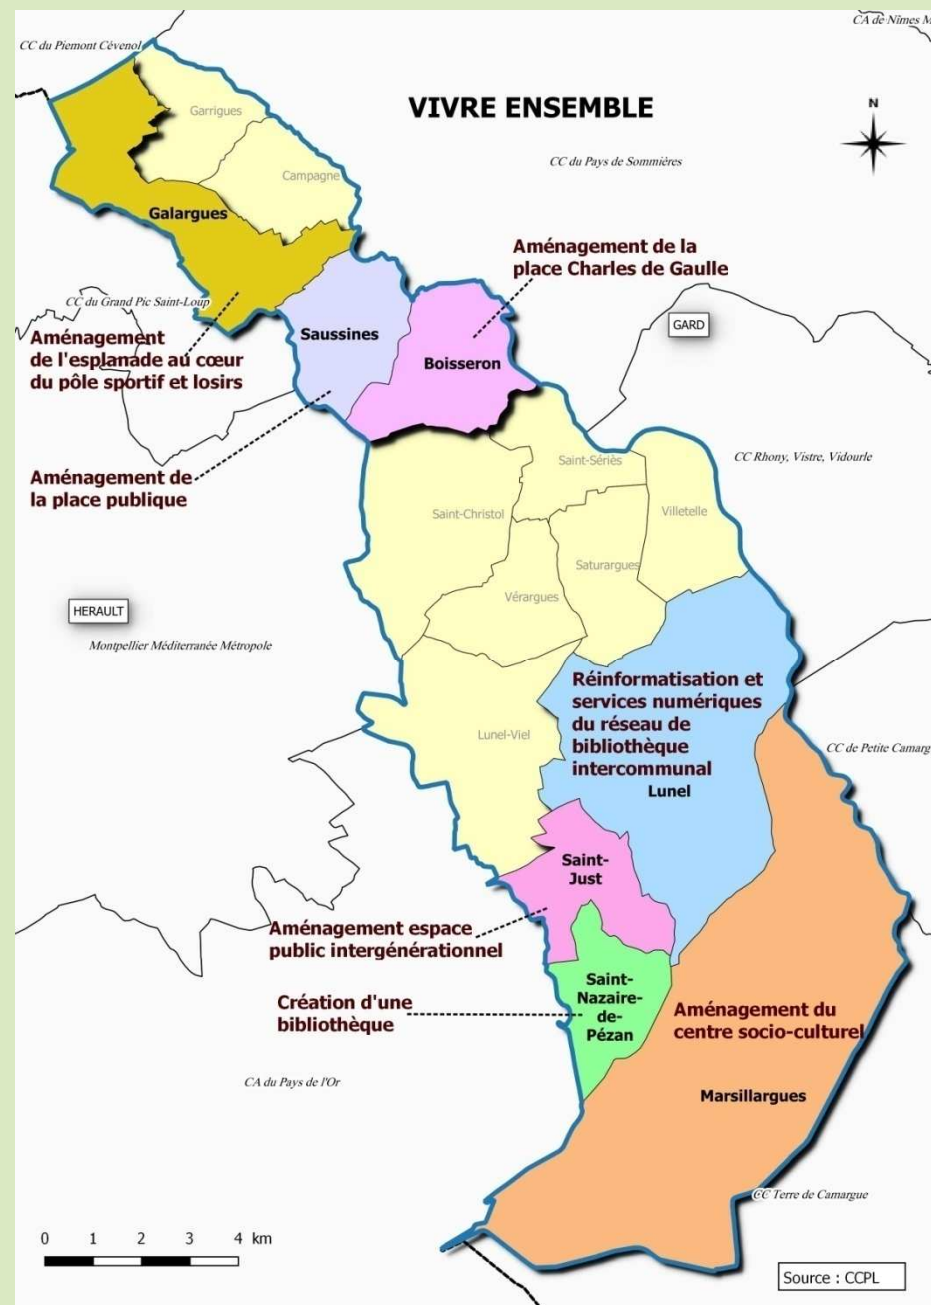 CC du Piemont Cévenol
CA de Nîmes M
VIVRE ENSEMBLE
N
Garrigues
CC du Pays de Sommières
Campagne
Galargues
Aménagement de la
place Charles de Gaulle
CC du Grand Pic Saint-Loup
GARD
Aménagement
de l'esplanade au cœur
du pôle sportif et losirs
Saussines
Boisseron
Aménagement de
la place publique
Saint-Sériès
CC Rhony, Vistre, Vidourle
Saint-Christol
Villetelle
Saturargues
Vérargues
HERAULT
Montpellier Méditerranée Métropole
Réinformatisation et
services numériques
du réseau de
bibliothèque
intercommunal
Lunel
Lunel-Viel
CC de Petite Camarg
Saint-
Just
Aménagement espace
public intergénérationnel
Saint-
Nazaire-
de-
Pézan
Création d'une
bibliothèque
Aménagement du
centre socio-culturel
CA du Pays de l'Or
Marsillargues
CC Terre de Camargue
0 1 2 3 4 km
Source : CCPL